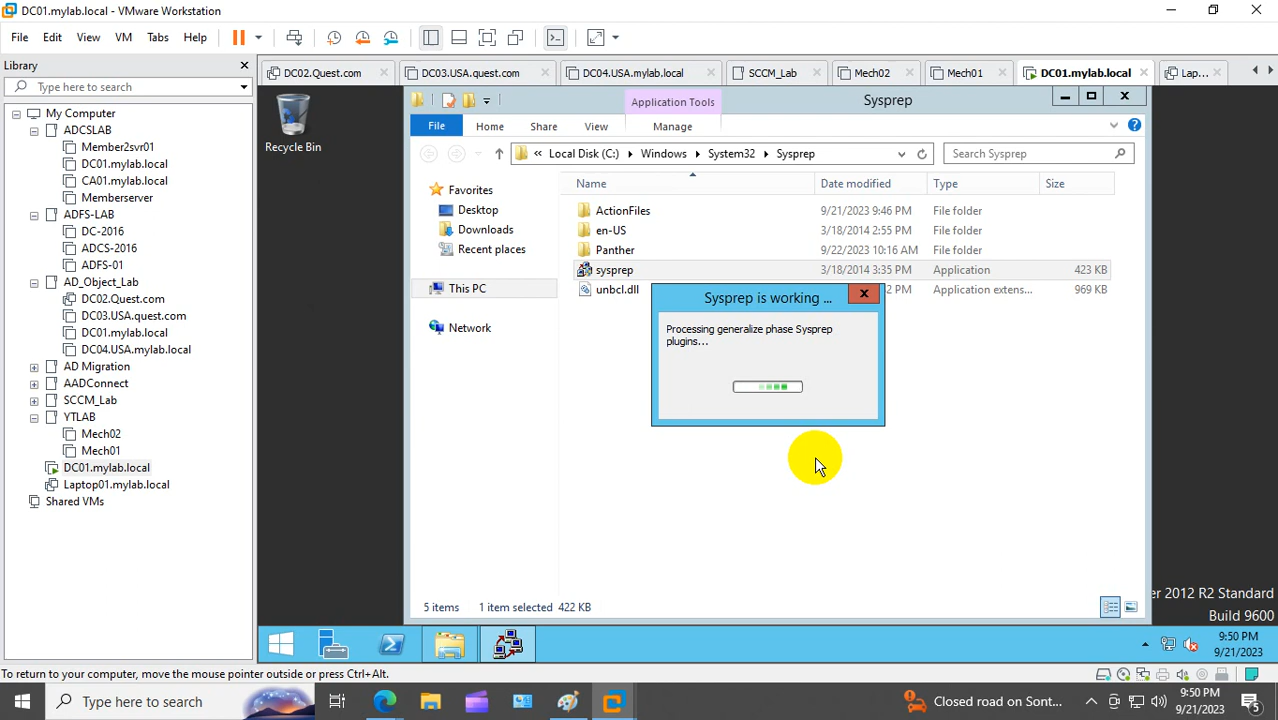 DC01.mylab.local - VMware Workstation
File Edit View VM Tabs Help
Library
Type here to search
My Computer
ADCSLAB
Member2svr01
DC01.mylab.local
CA01.mylab.local
Memberserver
ADFS-LAB
DC-2016
ADCS-2016
ADFS-01
AD_Object_Lab
DC02.Quest.com
DC03.USA.quest.com
DC01.mylab.local
DC04.USA.mylab.local
AD Migration
AADConnect
SCCM_Lab
YTLAB
Mech02
Mech01
DC01.mylab.local
Laptop01.mylab.local
Shared VMs
DC02.Quest.com DC03.USA.quest.com DC04.USA.mylab.local SCCM_Lab Mech02 Mech01 DC01.mylab.local Lap...
Recycle Bin
Application Tools Sysprep
File Home Share View Manage
« Local Disk (C:) Windows System32 Sysprep Search Sysprep
Favorites
Desktop
Downloads
Recent places
This PC
Network
Name Date modified Type Size
ActionFiles 9/21/2023 9:46 PM File folder
en-US 3/18/2014 2:55 PM File folder
Panther 9/22/2023 10:16 AM File folder
sysprep 3/18/2014 3:35 PM Application 423 KB
unbcl.dll 2 PM Application extens... 969 KB
Sysprep is working ...
Processing generalize phase Sysprep
plugins...
5 items 1 item selected 422 KB
er 2012 R2 Standard
Build 9600
9:50 PM
9/21/2023
To return to your computer, move the mouse pointer outside or press Ctrl+Alt.
Type here to search
Closed road on Sont...
9:50 PM
9/21/2023
5